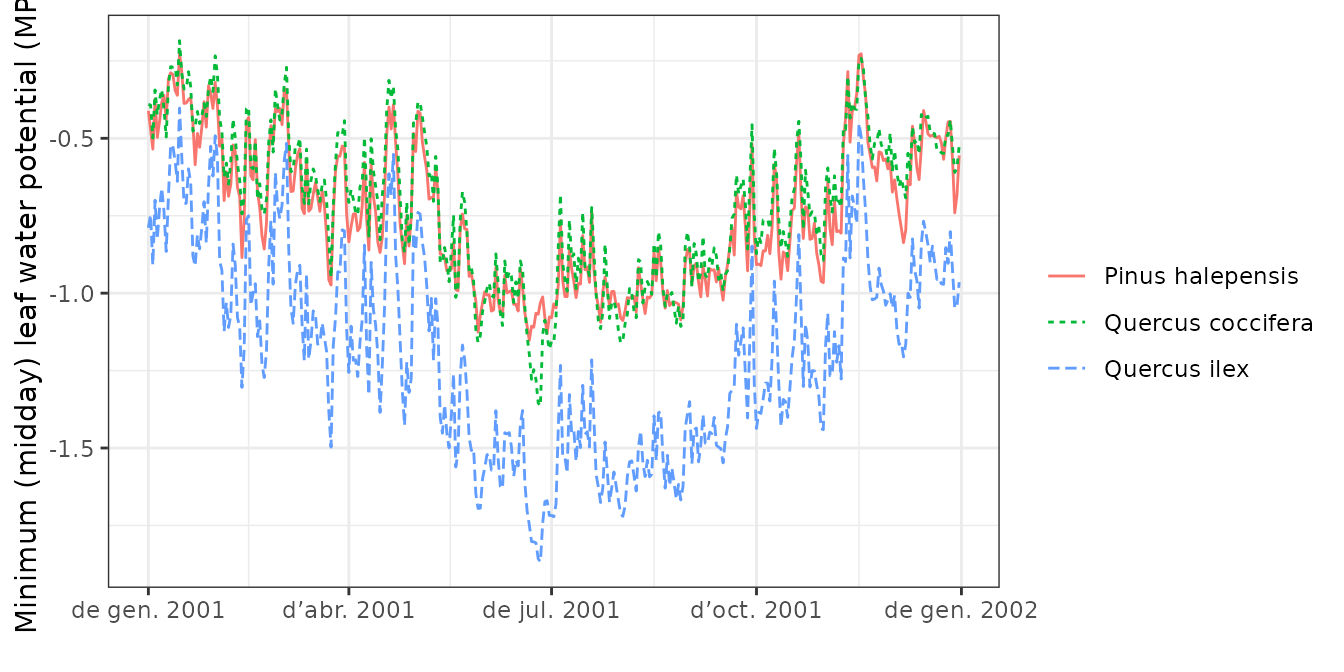 Minimum (midday) leaf water potential (MP
-0.5
-1.0
-1.5
de gen. 2001
d’abr. 2001
de jul. 2001
d’oct. 2001
de gen. 2002
Pinus halepensis
Quercus coccifera
Quercus ilex